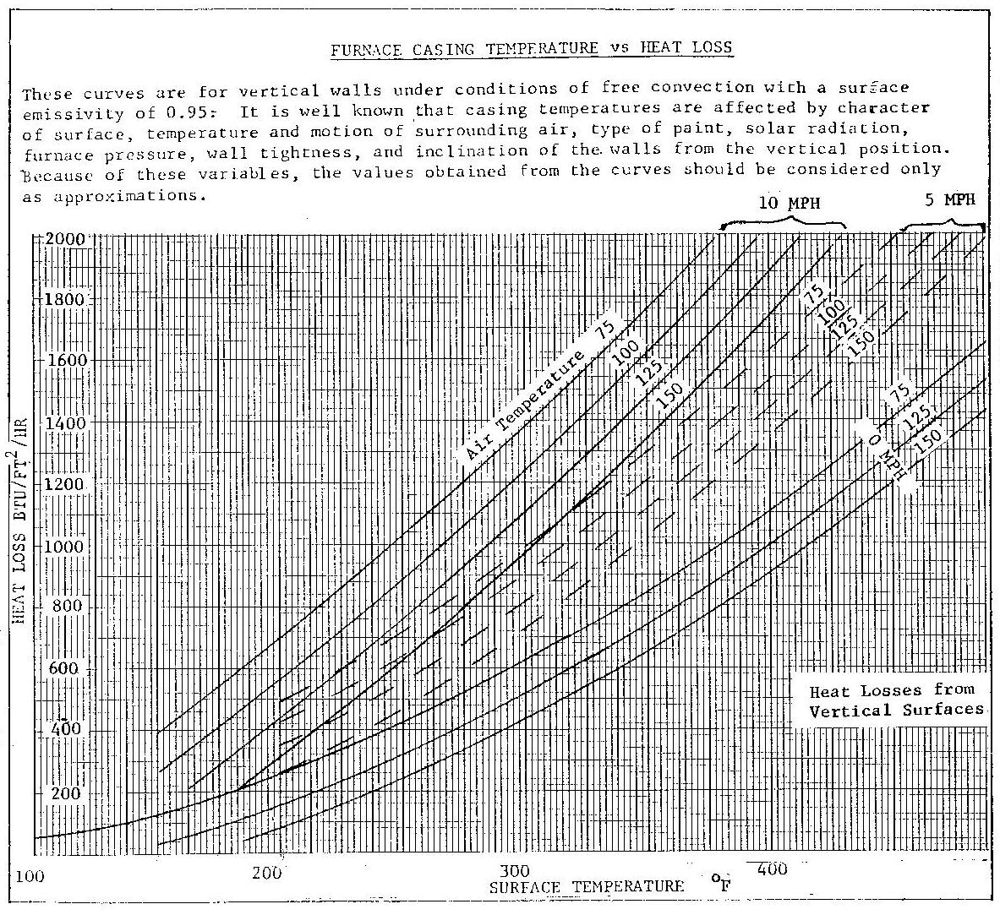 FURNACE CASING TEMPERATURE vs HEAT LOSS
These curves are for vertical walls under conditions of free convection with a surface
emissivity of 0.95: It is well known that casing temperatures are affected by character
of surface, temperature and motion of surrounding air, type of paint, solar radiation,
furnace pressure, wall tightness, and inclination of the walls from the vertical position.
Because of these variables, the values obtained from the curves should be considered only
as approximations.
10 MPH
5 MPH
2000
1800
1600
1400
1200
1000
800
600
400
200
HEAT LOSS BTU/FT2/HR
Air Temperature 75
100
125
150
75
100
125
150
75
125
150
0 MPH
Heat Losses from
Vertical Surfaces
100
200
300
400
SURFACE TEMPERATURE °F